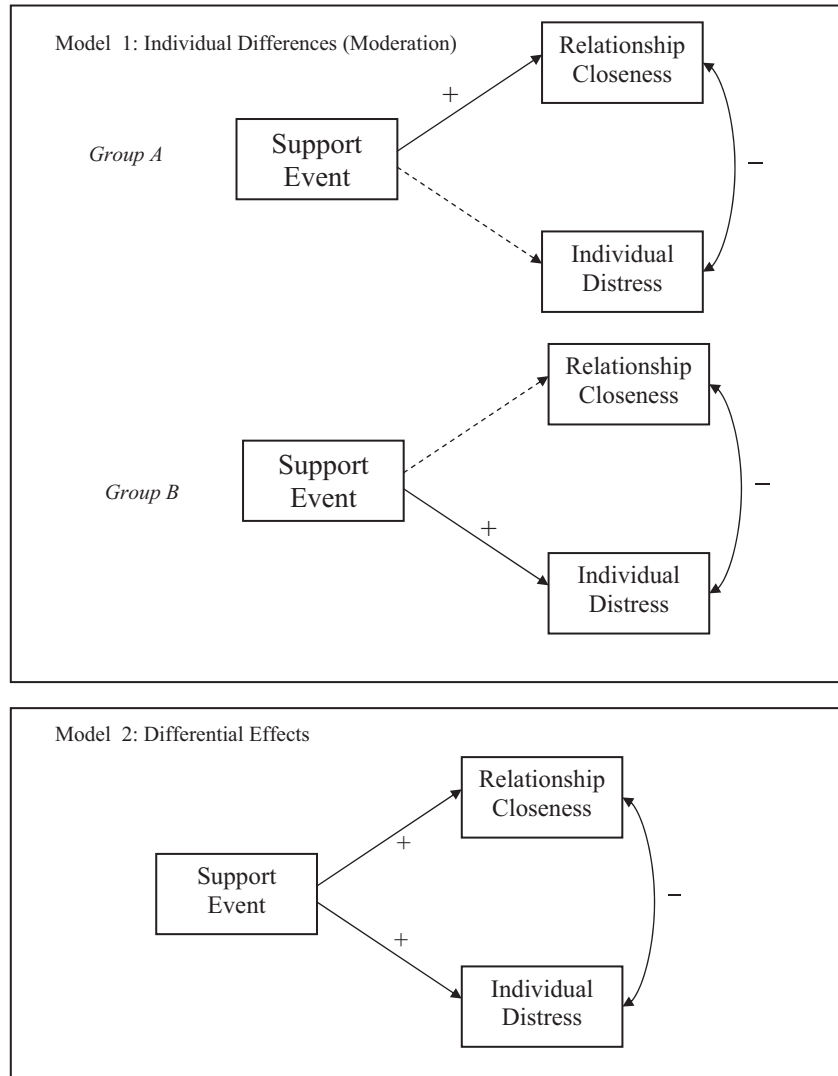 Model 1: Individual Differences (Moderation)
Relationship
Closeness
+
Support
Event
Group A
–
Individual
Distress
Relationship
Closeness
Support
Event
Group B
–
+
Individual
Distress
Model 2: Differential Effects
Relationship
Closeness
+
Support
Event
–
+
Individual
Distress